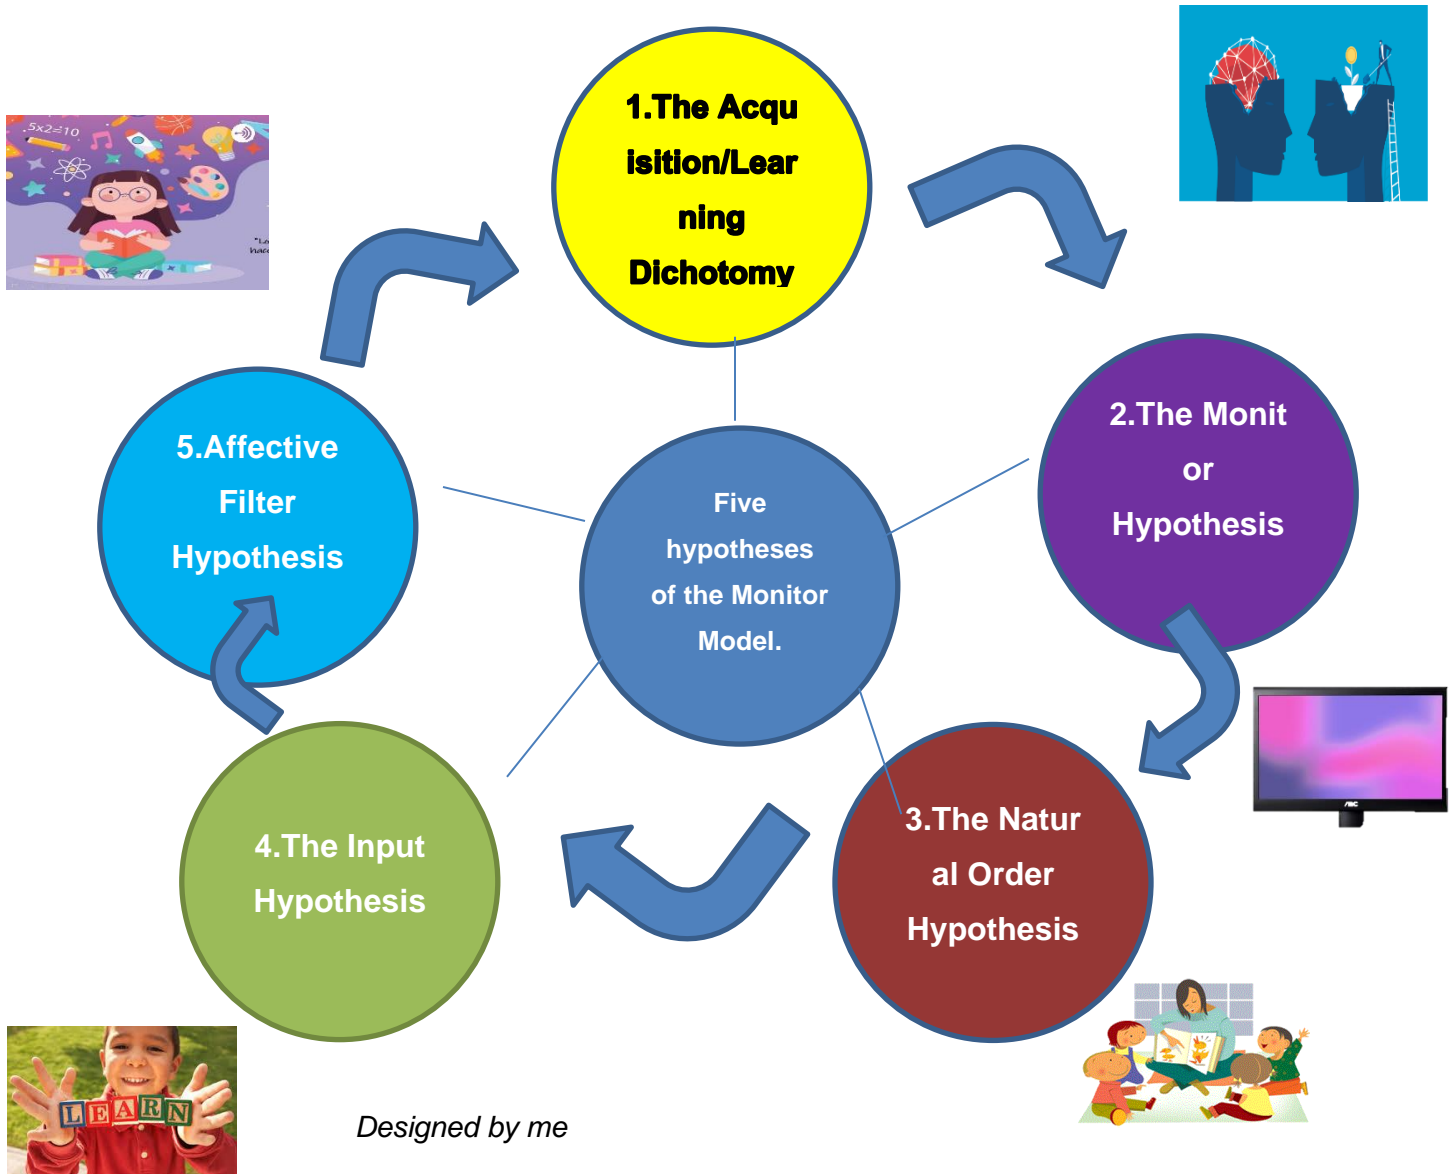 1.The Acqu
isition/Lear
ning
Dichotomy
5x2=10
"Le
5.Affective
Filter
Hypothesis
2.The Monit
or
Hypothesis
Five
hypotheses
of the Monitor
Model.
4.The Input
Hypothesis
3.The Natur
al Order
Hypothesis
LEARN
Designed by me